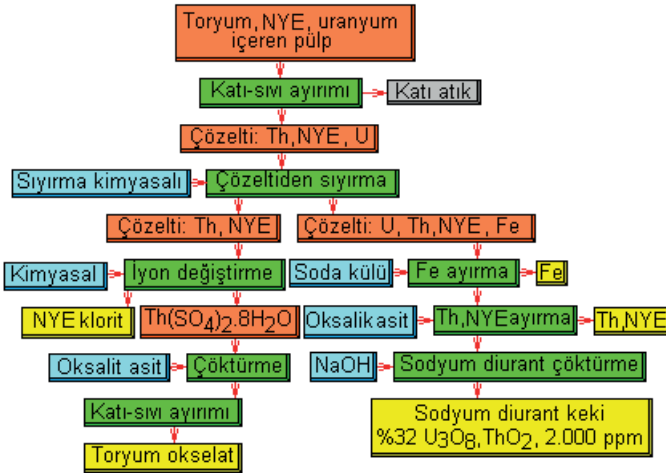 Toryum, NYE, uranyum
içeren pülp
Katı-sıvı ayırımı
Katı atık
Çözelti: Th,NYE , U
Sıyırma kimyasalı
Çözeltiden sıyırma
Çözelti: Th, NYE
Çözelti: U, Th,NYE , Fe
Kimyasal
İyon değiştirme
Soda külü
Fe ayırma
Fe
NYE klorit
Th(SO₄)₂.8H₂O
Oksalik asit
Th,NYE ayırma
Th,NYE
Oksalit asit
Çöktürme
NaOH
Sodyum diurant çöktürme
Katı-sıvı ayırımı
Sodyum diurant keki
%32 U₃O₈,ThO₂, 2.000 ppm
Toryum okselat